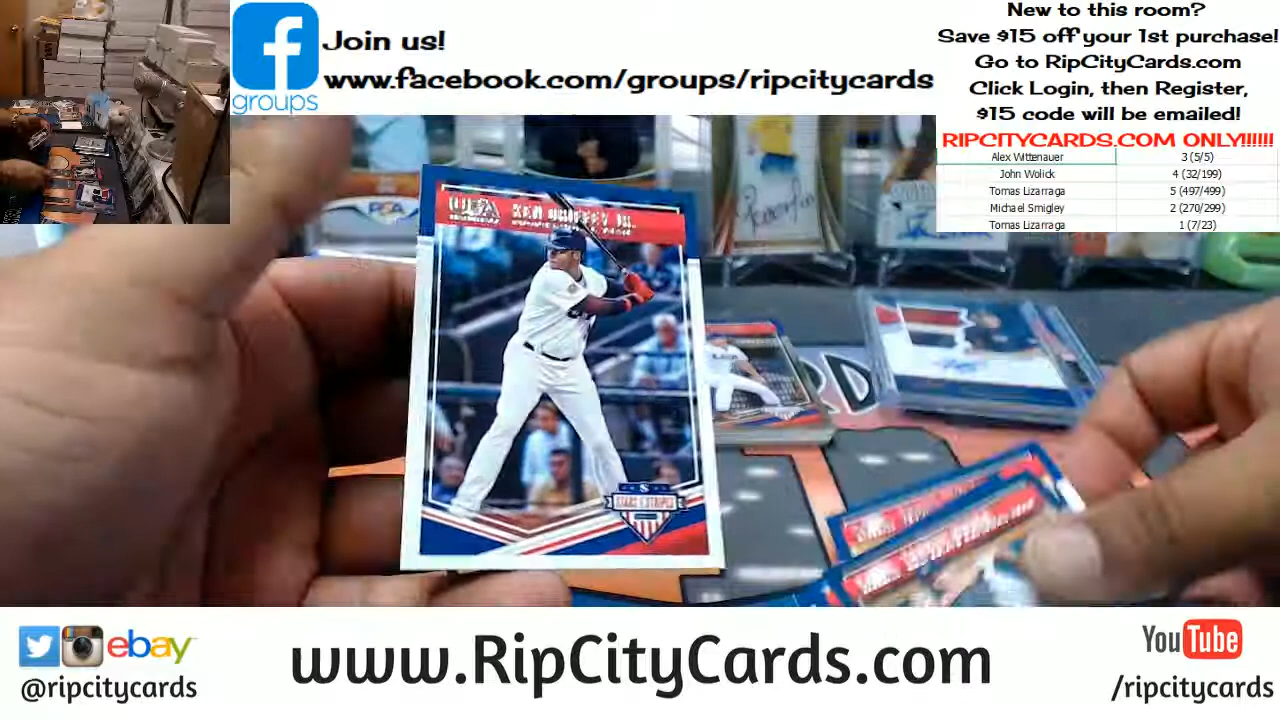 Join us!
www.facebook.com/groups/ripcitycards
groups
New to this room?
Save $15 off your 1st purchase!
Go to RipCityCards.com
Click Login, then Register,
$15 code will be emailed!
RIPCITYCARDS.COM ONLY!!!!!!
Alex Wittenauer 3 (5/5)
John Wolick 4 (32/199)
Tomas Lizarraga 5 (497/499)
Michael Smigley 2 (270/299)
Tomas Lizarraga 1 (7/23)
PSA
USA KEN GRIFFEY JR.
STARS & STRIPES
ebay
@ripcitycards
www.RipCityCards.com
YouTube
/ripcitycards